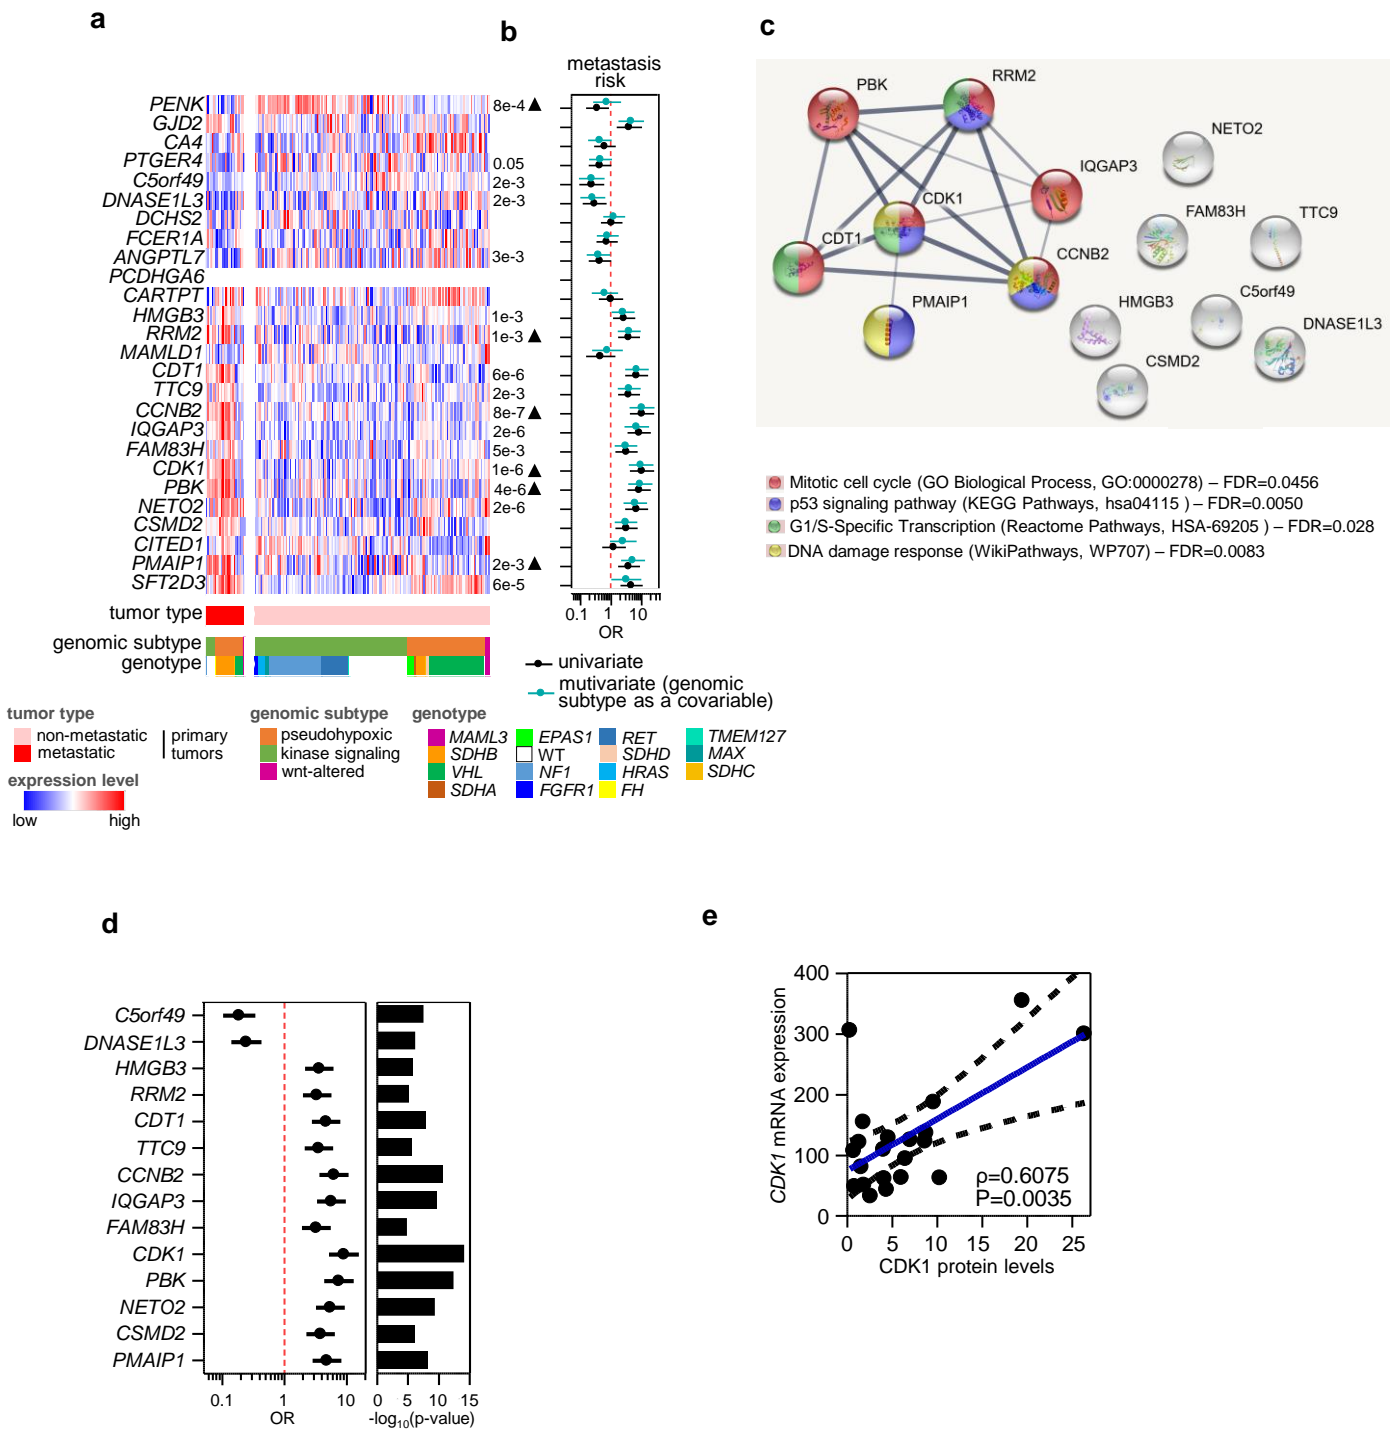 a
PENK 8e-4▲
GJD2
CA4
PTGER4 0.05
C5orf49 2e-3
DNASE1L3 2e-3
DCHS2
FCER1A
ANGPTL7 3e-3
PCDHGA6
CARTPT
HMGB3 1e-3
RRM2 1e-3▲
MAMLD1
CDT1 6e-6
TTC9 2e-3
CCNB2 8e-7▲
IQGAP3 2e-6
FAM83H 5e-3
CDK1 1e-6▲
PBK 4e-6▲
NETO2 2e-6
CSMD2
CITED1
PMAIP1 2e-3▲
SFT2D3 6e-5
tumor type
genomic subtype
genotype
tumor type
non-metastatic
metastatic
primary
tumors
expression level
low high
genomic subtype
pseudohypoxic
kinase signaling
wnt-altered
genotype
MAML3 EPAS1 RET TMEM127
SDHB WT SDHD MAX
VHL NF1 HRAS SDHC
SDHA FGFR1 FH
b
metastasis
risk
0.1 1 10
OR
univariate
mutivariate (genomic
subtype as a covariable)
c
PBK
RRM2
NETO2
IQGAP3
CDK1
FAM83H
TTC9
CDT1
CCNB2
PMAIP1
HMGB3
C5orf49
DNASE1L3
CSMD2
Mitotic cell cycle (GO Biological Process, GO:0000278) – FDR=0.0456
p53 signaling pathway (KEGG Pathways, hsa04115 ) – FDR=0.0050
G1/S-Specific Transcription (Reactome Pathways, HSA-69205 ) – FDR=0.028
DNA damage response (WikiPathways, WP707) – FDR=0.0083
d
C5orf49
DNASE1L3
HMGB3
RRM2
CDT1
TTC9
CCNB2
IQGAP3
FAM83H
CDK1
PBK
NETO2
CSMD2
PMAIP1
0.1 1 10
OR
0 5 10 15
-log10(p-value)
e
CDK1 mRNA expression
400
300
200
100
0
ρ=0.6075
P=0.0035
0 5 10 15 20 25
CDK1 protein levels